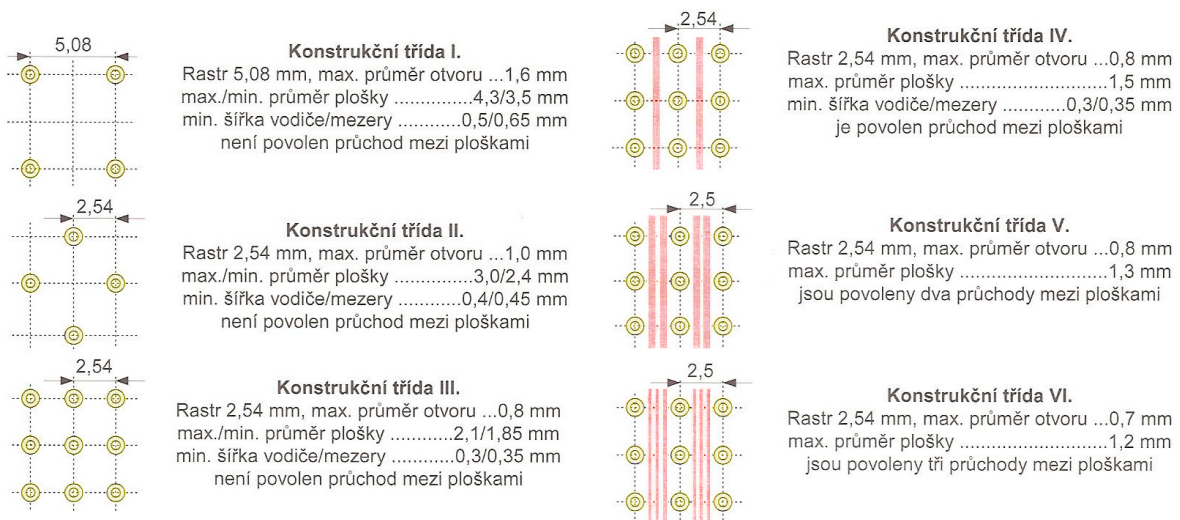 5,08
Konstrukční třída I.
Rastr 5,08 mm, max. průměr otvoru ...1,6 mm
max./min. průměr plošky ..............4,3/3,5 mm
min. šířka vodiče/mezery ............0,5/0,65 mm
není povolen průchod mezi ploškami
2,54
Konstrukční třída II.
Rastr 2,54 mm, max. průměr otvoru ...1,0 mm
max./min. průměr plošky ..............3,0/2,4 mm
min. šířka vodiče/mezery ............0,4/0,45 mm
není povolen průchod mezi ploškami
2,54
Konstrukční třída III.
Rastr 2,54 mm, max. průměr otvoru ...0,8 mm
max./min. průměr plošky ...........2,1/1,85 mm
min. šířka vodiče/mezery ............0,3/0,35 mm
není povolen průchod mezi ploškami
2,54
Konstrukční třída IV.
Rastr 2,54 mm, max. průměr otvoru ...0,8 mm
max. průměr plošky ..........................1,5 mm
min. šířka vodiče/mezery ............0,3/0,35 mm
je povolen průchod mezi ploškami
2,5
Konstrukční třída V.
Rastr 2,54 mm, max. průměr otvoru ...0,8 mm
max. průměr plošky ..........................1,3 mm
jsou povoleny dva průchody mezi ploškami
2,5
Konstrukční třída VI.
Rastr 2,54 mm, max. průměr otvoru ...0,7 mm
max. průměr plošky ..........................1,2 mm
jsou povoleny tři průchody mezi ploškami